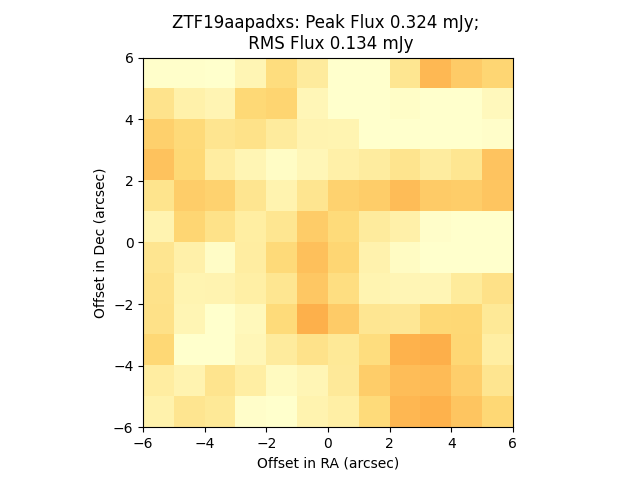 ZTF19aapadxs: Peak Flux 0.324 mJy;
RMS Flux 0.134 mJy
6
4
2
0
−2
−4
−6
Offset in Dec (arcsec)
−6 −4 −2 0 2 4 6
Offset in RA (arcsec)